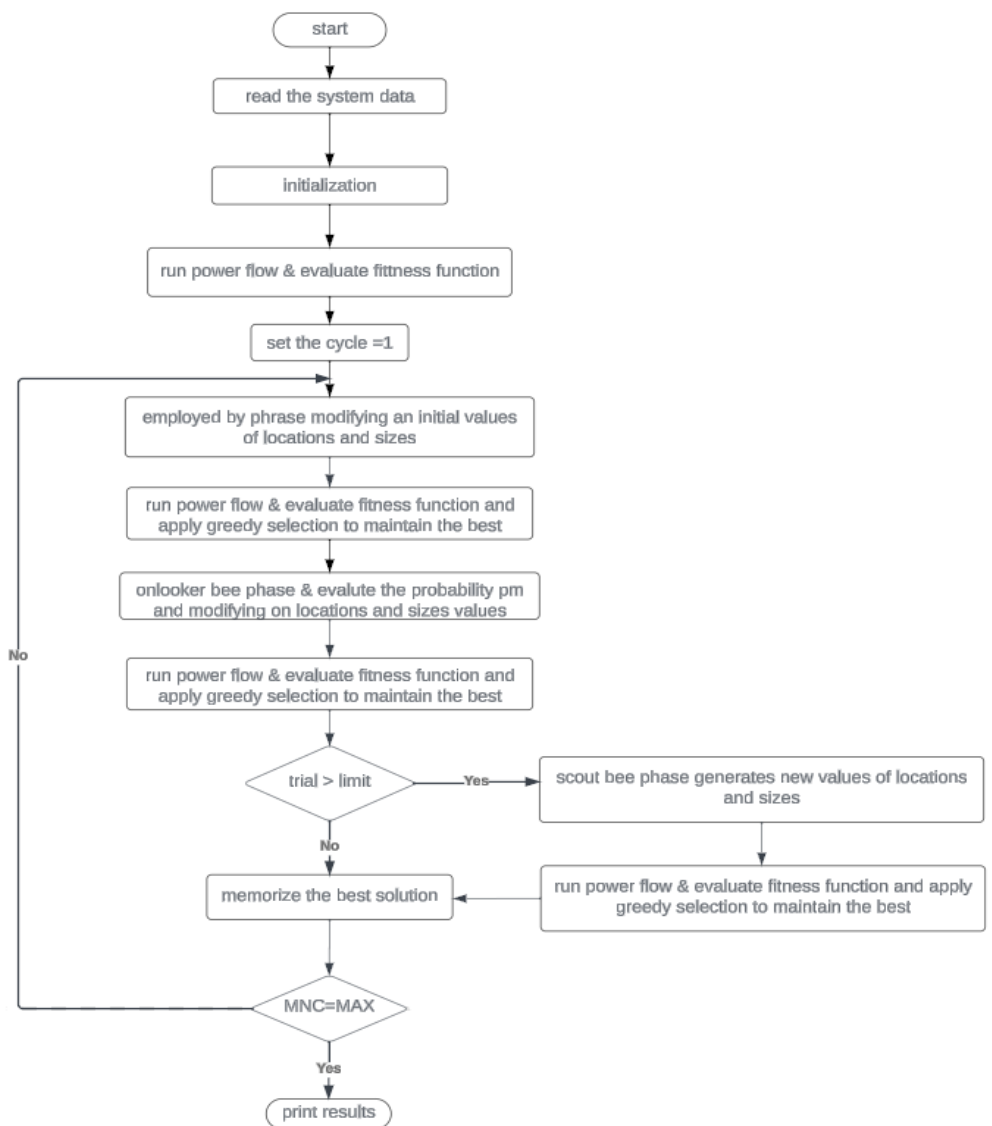 start
read the system data
initialization
run power flow & evaluate fittness function
set the cycle =1
employed by phrase modifying an initial values
of locations and sizes
run power flow & evaluate fitness function and
apply greedy selection to maintain the best
onlooker bee phase & evalute the probability pm
and modifying on locations and sizes values
No
run power flow & evaluate fitness function and
apply greedy selection to maintain the best
trial > limit
Yes
scout bee phase generates new values of locations
and sizes
No
memorize the best solution
run power flow & evaluate fitness function and apply
greedy selection to maintain the best
MNC=MAX
Yes
print results